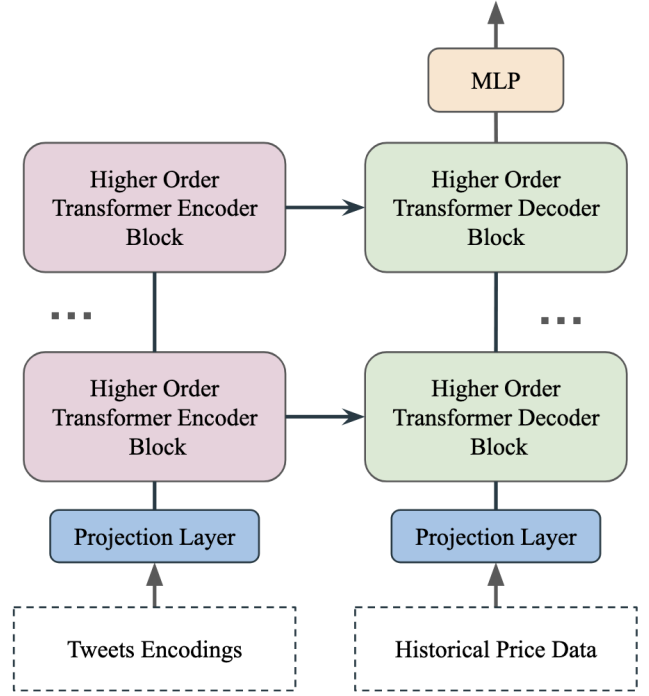 MLP
Higher Order
Transformer Encoder
Block
Higher Order
Transformer Decoder
Block
...
...
Higher Order
Transformer Encoder
Block
Higher Order
Transformer Decoder
Block
Projection Layer
Projection Layer
Tweets Encodings
Historical Price Data